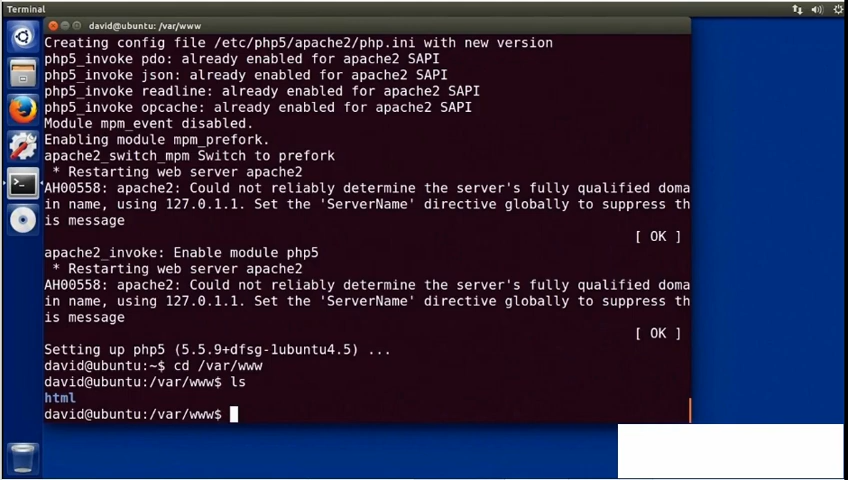 Terminal
david@ubuntu: /var/www
Creating config file /etc/php5/apache2/php.ini with new version
php5_invoke pdo: already enabled for apache2 SAPI
php5_invoke json: already enabled for apache2 SAPI
php5_invoke readline: already enabled for apache2 SAPI
php5_invoke opcache: already enabled for apache2 SAPI
Module mpm_event disabled.
Enabling module mpm_prefork.
apache2_switch_mpm Switch to prefork
 * Restarting web server apache2
AH00558: apache2: Could not reliably determine the server's fully qualified doma
in name, using 127.0.1.1. Set the 'ServerName' directive globally to suppress th
is message
[ OK ]
apache2_invoke: Enable module php5
 * Restarting web server apache2
AH00558: apache2: Could not reliably determine the server's fully qualified doma
in name, using 127.0.1.1. Set the 'ServerName' directive globally to suppress th
is message
[ OK ]
Setting up php5 (5.5.9+dfsg-1ubuntu4.5) ...
david@ubuntu:~$ cd /var/www
david@ubuntu:/var/www$ ls
html
david@ubuntu:/var/www$